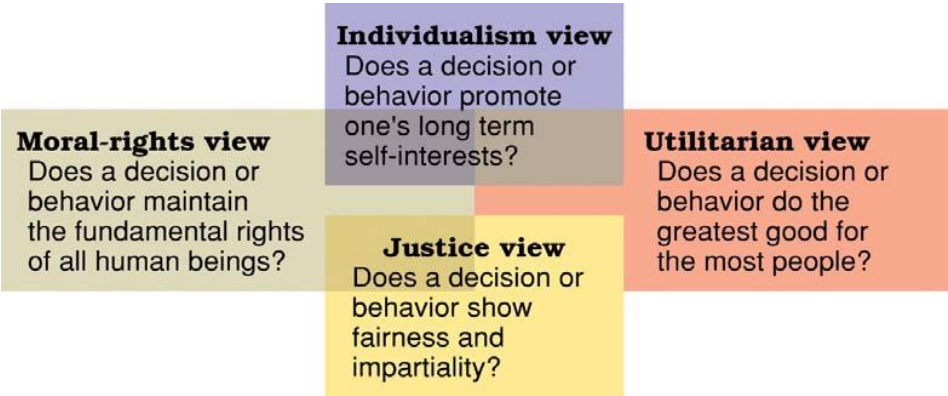 Individualism view
Does a decision or
behavior promote
one's long term
self-interests?
Moral-rights view
Does a decision or
behavior maintain
the fundamental rights
of all human beings?
Utilitarian view
Does a decision or
behavior do the
greatest good for
the most people?
Justice view
Does a decision or
behavior show
fairness and
impartiality?